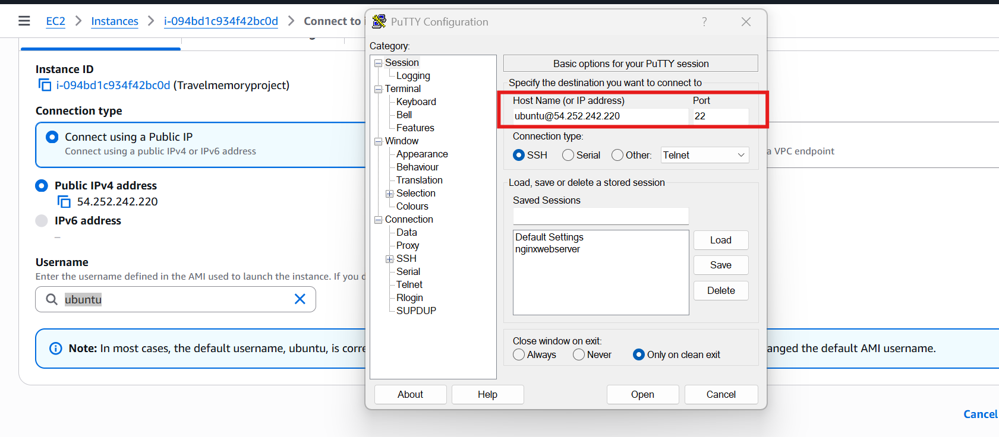 EC2 > Instances > i-094bd1c934f42bc0d > Connect to
Instance ID
i-094bd1c934f42bc0d (Travelmemoryproject)
Connection type
Connect using a Public IP
Connect using a public IPv4 or IPv6 address
a VPC endpoint
Public IPv4 address
54.252.242.220
IPv6 address
–
Username
Enter the username defined in the AMI used to launch the instance. If you
ubuntu
Note: In most cases, the default username, ubuntu, is
anged the default AMI username.
Cancel
PuTTY Configuration
?
Category:
Session
Logging
Terminal
Keyboard
Bell
Features
Window
Appearance
Behaviour
Translation
Selection
Colours
Connection
Data
Proxy
SSH
Serial
Telnet
Rlogin
SUPDUP
Basic options for your PuTTY session
Specify the destination you want to connect to
Host Name (or IP address) Port
ubuntu@54.252.242.220 22
Connection type:
SSH Serial Other: Telnet
Load, save or delete a stored session
Saved Sessions
Default Settings
nginxwebserver
Load
Save
Delete
Close window on exit:
Always Never Only on clean exit
About Help Open Cancel